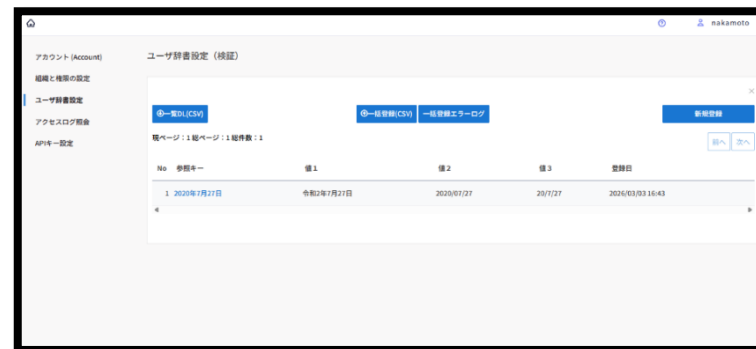 nakamoto
アカウント (Account)
組織と権限の設定
ユーザ辞書設定
アクセスログ照会
APIキー設定
ユーザ辞書設定（検証）
一覧DL(CSV)
一括登録(CSV)
一括登録エラーログ
新規登録
現ページ：1 総ページ：1 総件数：1
前へ 次へ
No 参照キー 値1 値2 値3 登録日
1 2020年7月27日 令和2年7月27日 2020/07/27 20/7/27 2026/03/03 16:43